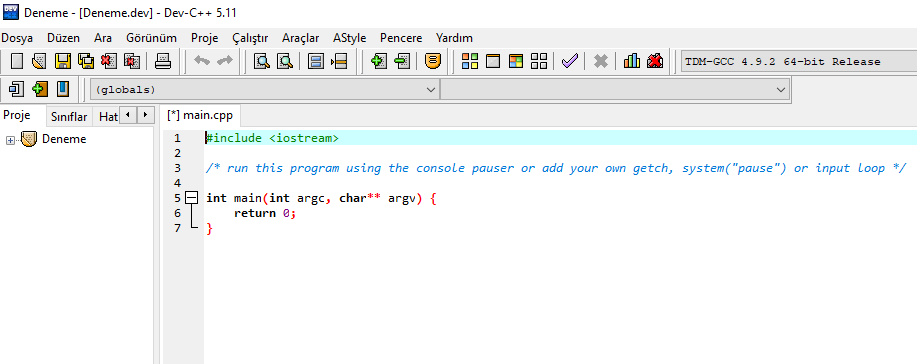 Deneme - [Deneme.dev] - Dev-C++ 5.11
Dosya Düzen Ara Görünüm Proje Çalıştır Araçlar AStyle Pencere Yardım
TDM-GCC 4.9.2 64-bit Release
(globals)
Proje Sınıflar Hat [*] main.cpp
Deneme
1 #include <iostream>
2
3 /* run this program using the console pauser or add your own getch, system("pause") or input loop */
4
5 int main(int argc, char** argv) {
6 return 0;
7 }